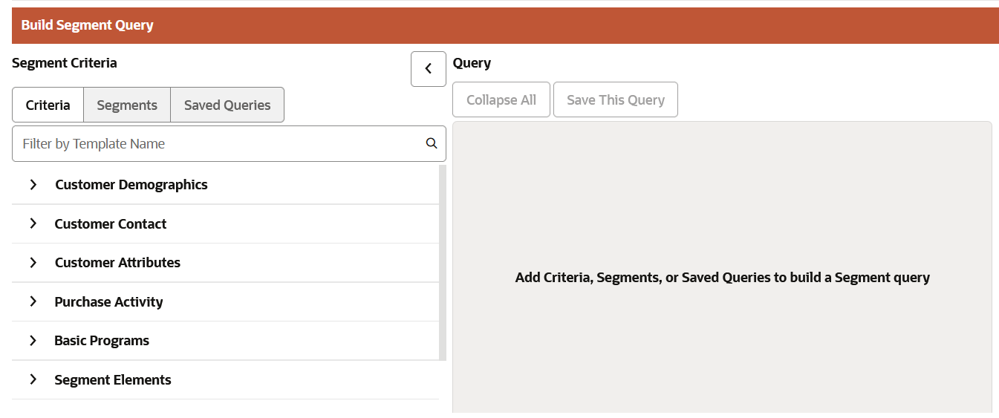 Build Segment Query
Segment Criteria
Criteria
Segments
Saved Queries
Filter by Template Name
Customer Demographics
Customer Contact
Customer Attributes
Purchase Activity
Basic Programs
Segment Elements
Query
Collapse All
Save This Query
Add Criteria, Segments, or Saved Queries to build a Segment query